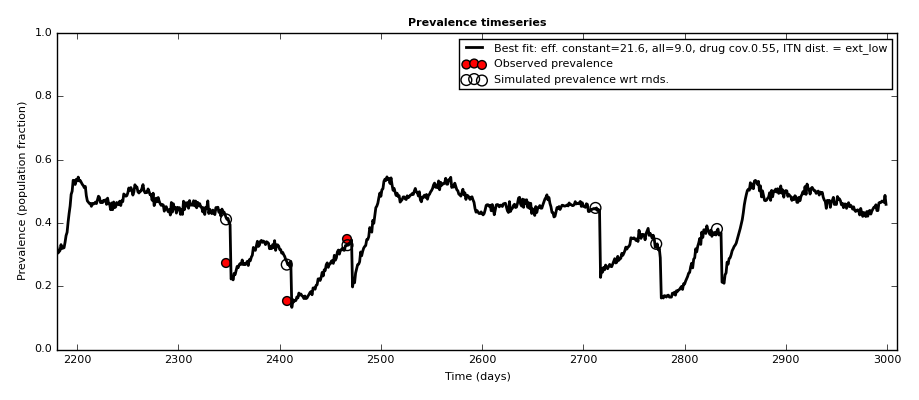 Prevalence timeseries
Best fit: eff. constant=21.6, all=9.0, drug cov.0.55, ITN dist. = ext_low
Observed prevalence
Simulated prevalence wrt rnds.
Prevalence (population fraction)
1.0
0.8
0.6
0.4
0.2
0.0
2200 2300 2400 2500 2600 2700 2800 2900 3000
Time (days)